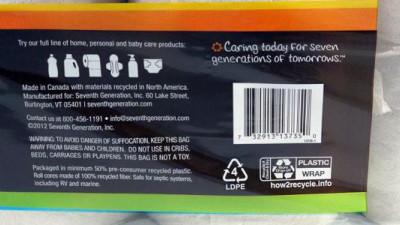 Try our full line of home, personal and baby care products:
Caring today for seven
generations of tomorrows.™
Made in Canada with materials recycled in North America.
Manufactured for: Seventh Generation, Inc. 60 Lake Street,
Burlington, VT 05401 | seventhgeneration.com
Contact us at 800-456-1191 • info@seventhgeneration.com
©2012 Seventh Generation, Inc.
WARNING: TO AVOID DANGER OF SUFFOCATION, KEEP THIS BAG
AWAY FROM BABIES AND CHILDREN. DO NOT USE IN CRIBS,
BEDS, CARRIAGES OR PLAYPENS. THIS BAG IS NOT A TOY.
Packaged in minimum 50% pre-consumer recycled plastic.
Roll cores made of 100% recycled fiber. Safe for septic systems,
including RV and marine.
7 32913 13735 0
4
LDPE
PLASTIC
WRAP
how2recycle.info